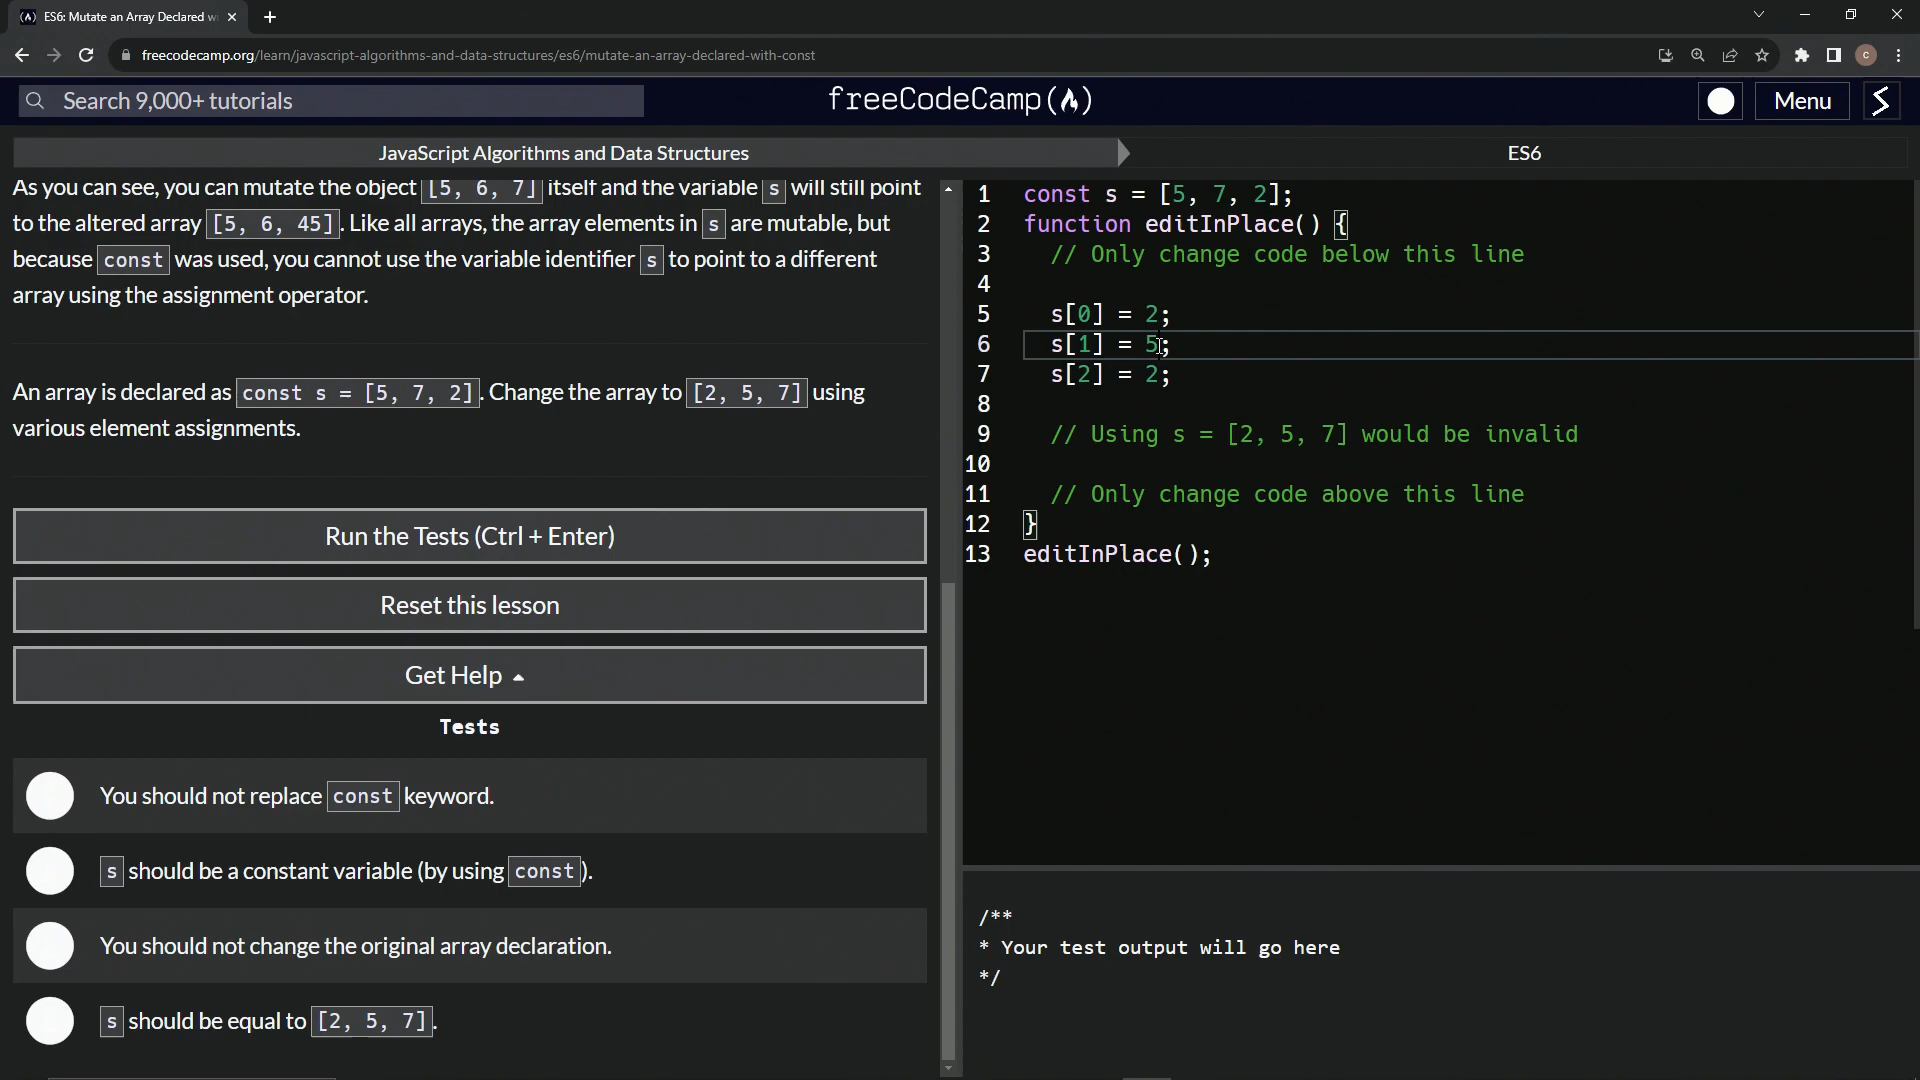 ES6: Mutate an Array Declared w
freecodecamp.org/learn/javascript-algorithms-and-data-structures/es6/mutate-an-array-declared-with-const
c
Search 9,000+ tutorials
freeCodeCamp
Menu
JavaScript Algorithms and Data Structures
ES6
As you can see, you can mutate the object [5, 6, 7] itself and the variable s will still point
to the altered array [5, 6, 45]. Like all arrays, the array elements in s are mutable, but
because const was used, you cannot use the variable identifier s to point to a different
array using the assignment operator.
An array is declared as const s = [5, 7, 2]. Change the array to [2, 5, 7] using
various element assignments.
Run the Tests (Ctrl + Enter)
Reset this lesson
Get Help
Tests
You should not replace const keyword.
s should be a constant variable (by using const).
You should not change the original array declaration.
s should be equal to [2, 5, 7].
1 const s = [5, 7, 2];
2 function editInPlace() {
3 // Only change code below this line
4
5 s[0] = 2;
6 s[1] = 5;
7 s[2] = 2;
8
9 // Using s = [2, 5, 7] would be invalid
10
11 // Only change code above this line
12 }
13 editInPlace();
/**
* Your test output will go here
*/